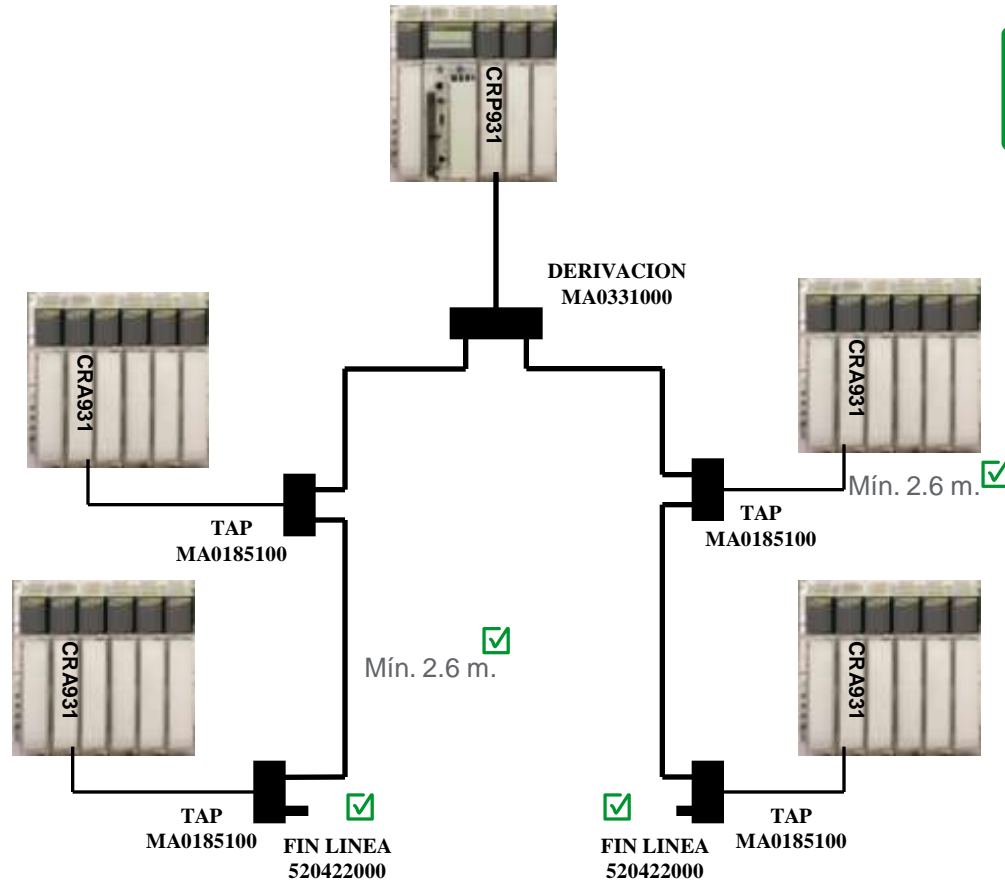 CRP931
DERIVACION
MA0331000
CRA931
CRA931
Mín. 2.6 m.
TAP
MA0185100
TAP
MA0185100
CRA931
CRA931
Mín. 2.6 m.
TAP
MA0185100
FIN LINEA
520422000
TAP
MA0185100
FIN LINEA
520422000